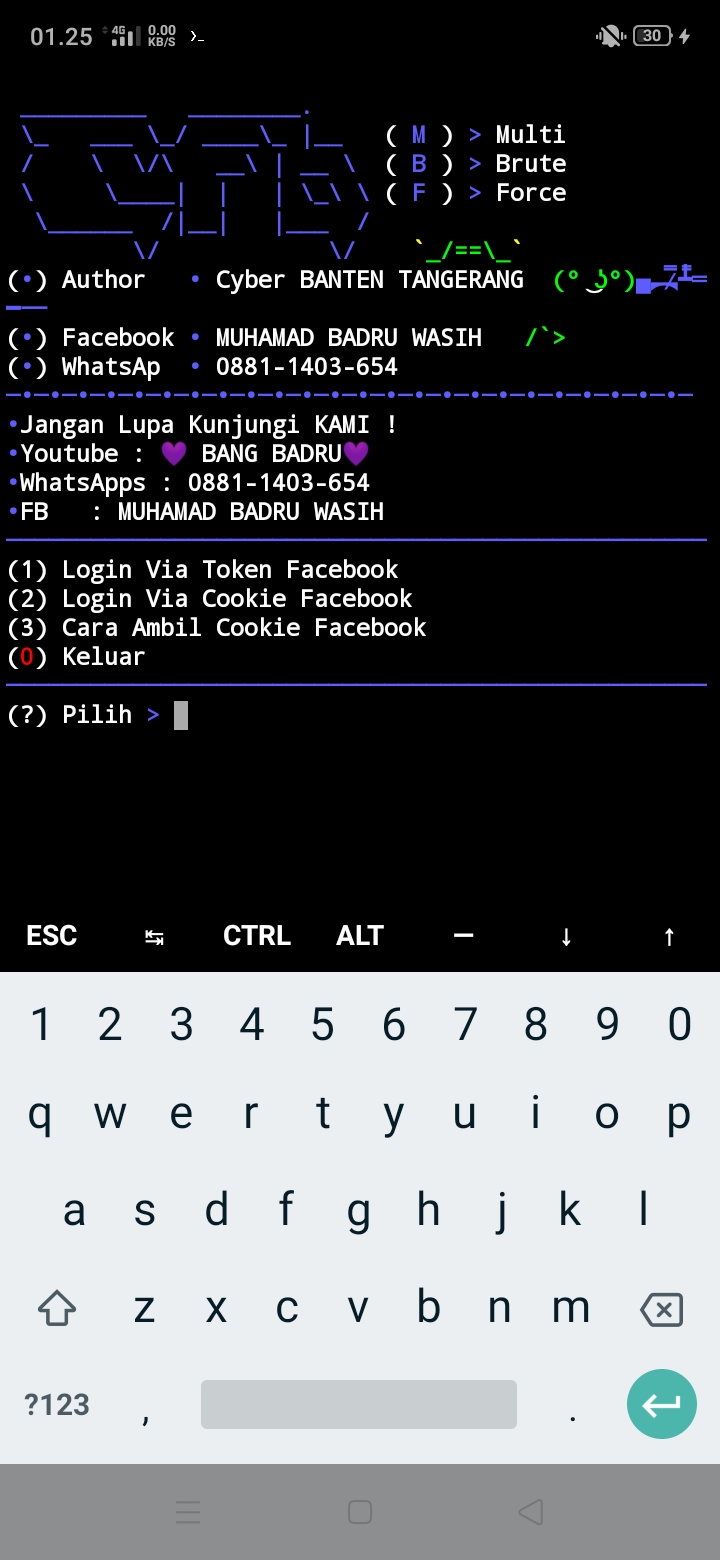 01.25 4G 0.00 KB/S
30
( M ) > Multi
( B ) > Brute
( F ) > Force
(•) Author • Cyber BANTEN TANGERANG
(•) Facebook • MUHAMAD BADRU WASIH
(•) WhatsAp • 0881-1403-654
•Jangan Lupa Kunjungi KAMI !
•Youtube : 💜 BANG BADRU💜
•WhatsApps : 0881-1403-654
•FB : MUHAMAD BADRU WASIH
(1) Login Via Token Facebook
(2) Login Via Cookie Facebook
(3) Cara Ambil Cookie Facebook
(0) Keluar
(?) Pilih >
ESC ↹ CTRL ALT — ↓ ↑
1 2 3 4 5 6 7 8 9 0
q w e r t y u i o p
a s d f g h j k l
z x c v b n m
?123 , .